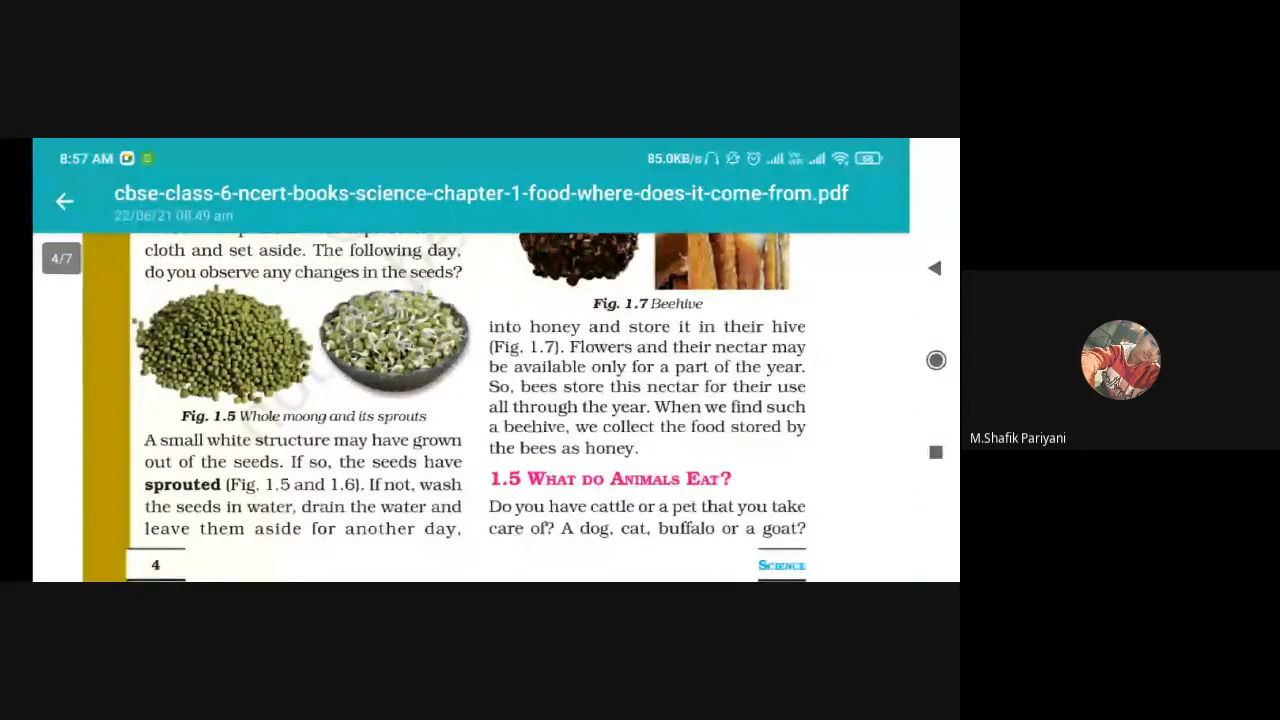 8:57 AM
85.0KB/s
cbse-class-6-ncert-books-science-chapter-1-food-where-does-it-come-from.pdf
22/06/21 08.49 am
4/7
cloth and set aside. The following day,
do you observe any changes in the seeds?
Fig. 1.5 Whole moong and its sprouts
A small white structure may have grown
out of the seeds. If so, the seeds have
sprouted (Fig. 1.5 and 1.6). If not, wash
the seeds in water, drain the water and
leave them aside for another day,
4
Fig. 1.7 Beehive
into honey and store it in their hive
(Fig. 1.7). Flowers and their nectar may
be available only for a part of the year.
So, bees store this nectar for their use
all through the year. When we find such
a beehive, we collect the food stored by
the bees as honey.
1.5 WHAT DO ANIMALS EAT?
Do you have cattle or a pet that you take
care of? A dog, cat, buffalo or a goat?
SCIENCE
M.Shafik Pariyani